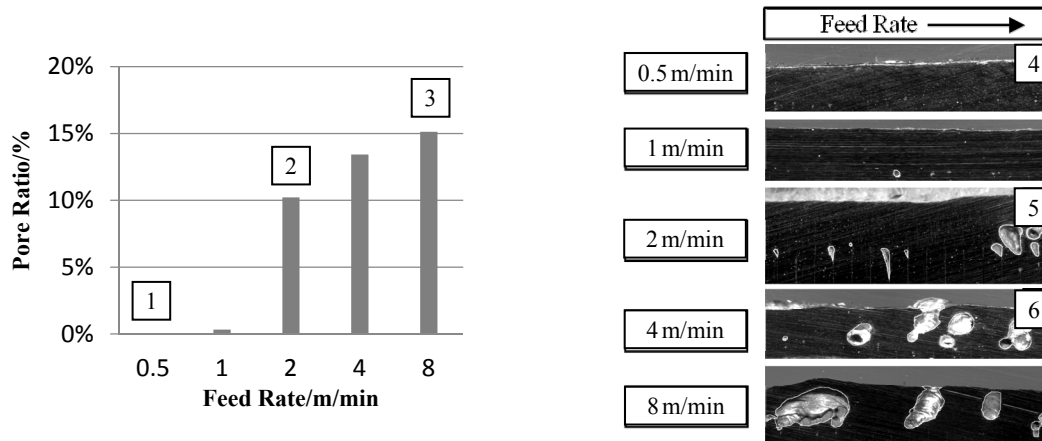 20%
15%
10%
5%
0%
Pore Ratio/%
1
2
3
0.5 1 2 4 8
Feed Rate/m/min
Feed Rate
0.5 m/min
4
1 m/min
2 m/min
5
4 m/min
6
8 m/min